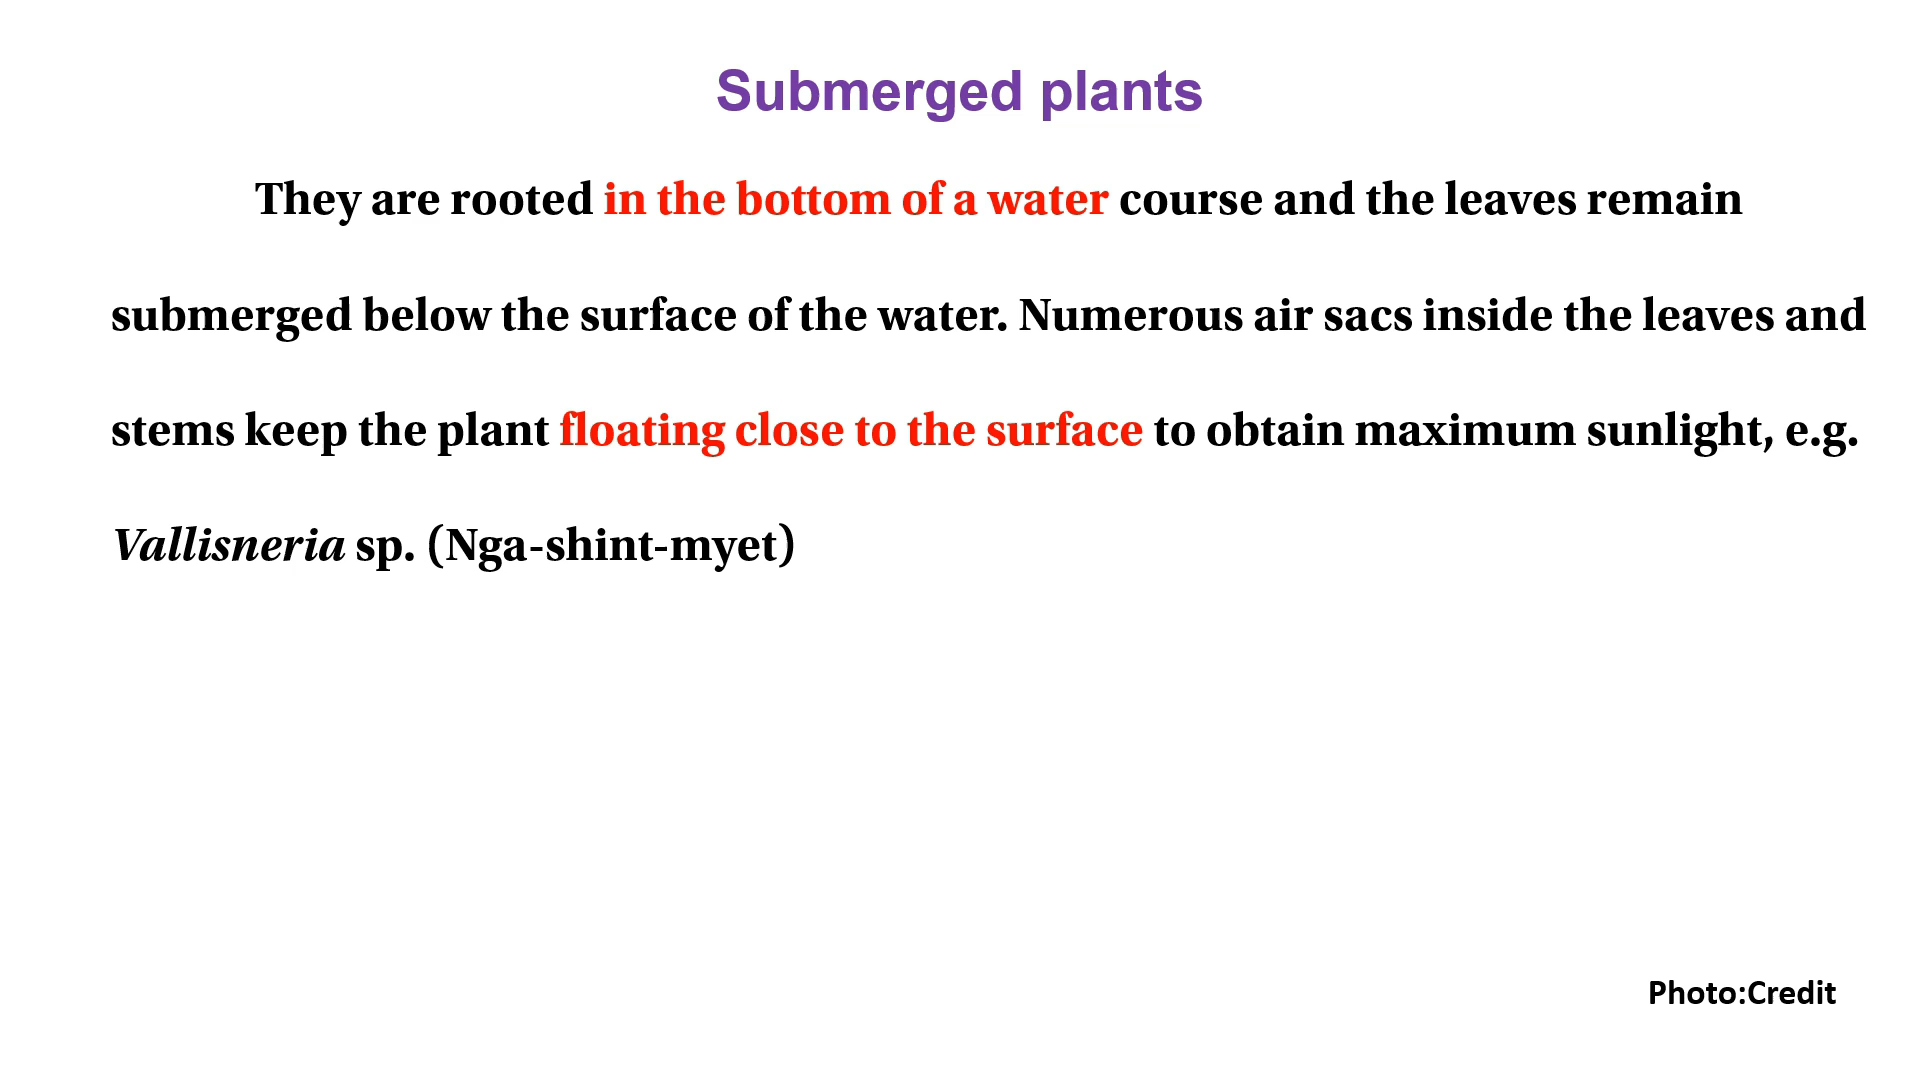 Submerged plants
They are rooted in the bottom of a water course and the leaves remain
submerged below the surface of the water. Numerous air sacs inside the leaves and
stems keep the plant floating close to the surface to obtain maximum sunlight, e.g.
Vallisneria sp. (Nga-shint-myet)
Photo:Credit